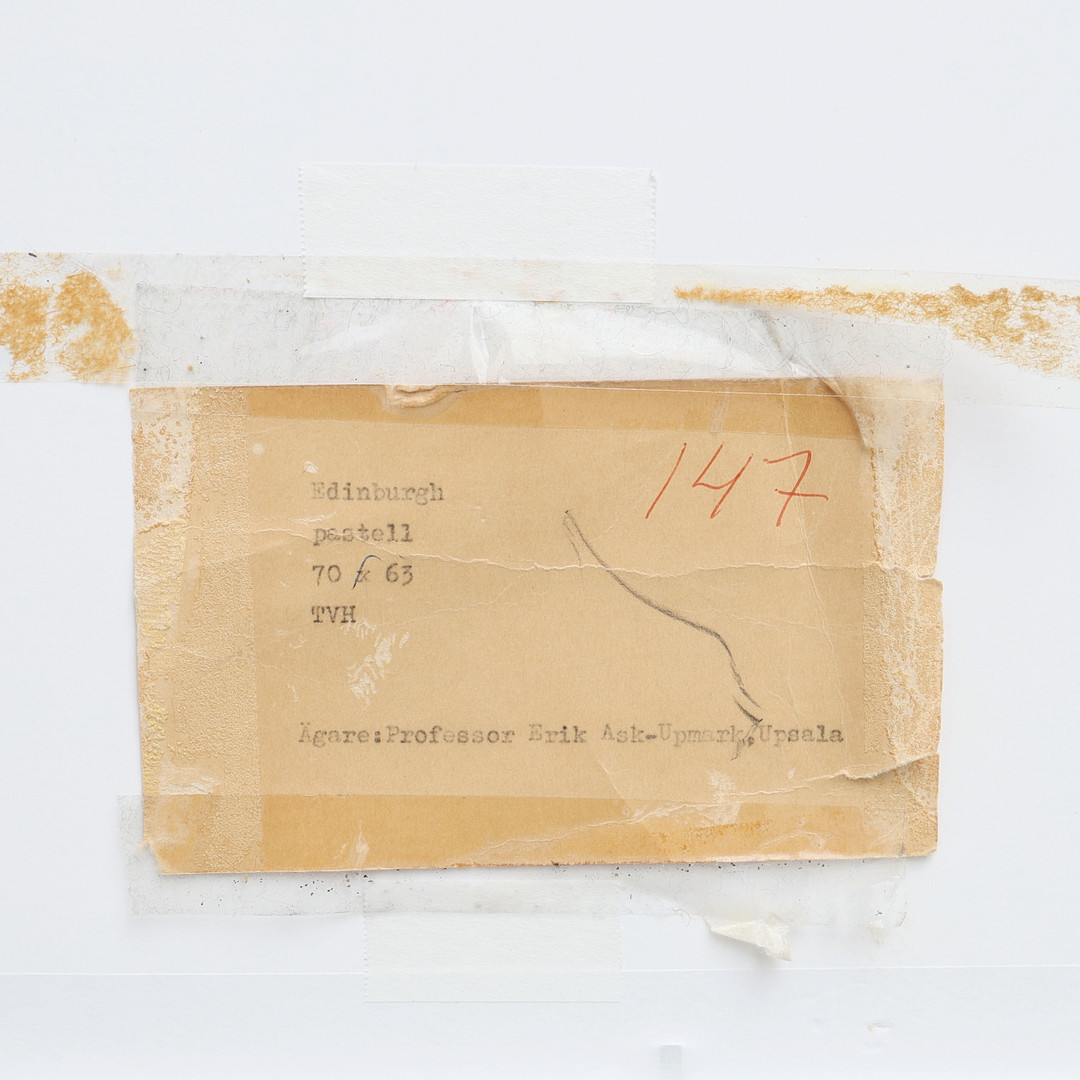 147
Edinburgh
pastell
70 x 63
TVH
Ägare:Professor Erik Ask-Upmark,Upsala